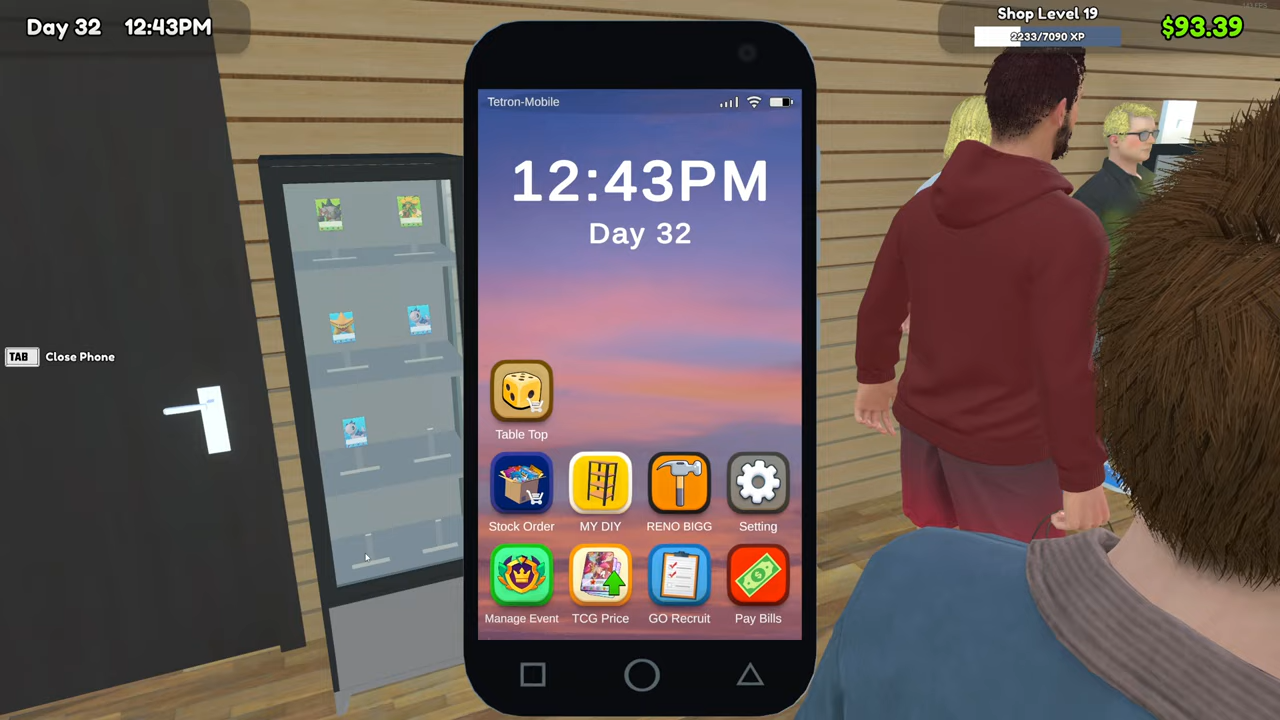 Day 32 12:43PM
Shop Level 19
2233/7090 XP
$93.39
Tetron-Mobile
12:43PM
Day 32
TAB Close Phone
Table Top
Stock Order MY DIY RENO BIGG Setting
Manage Event TCG Price GO Recruit Pay Bills